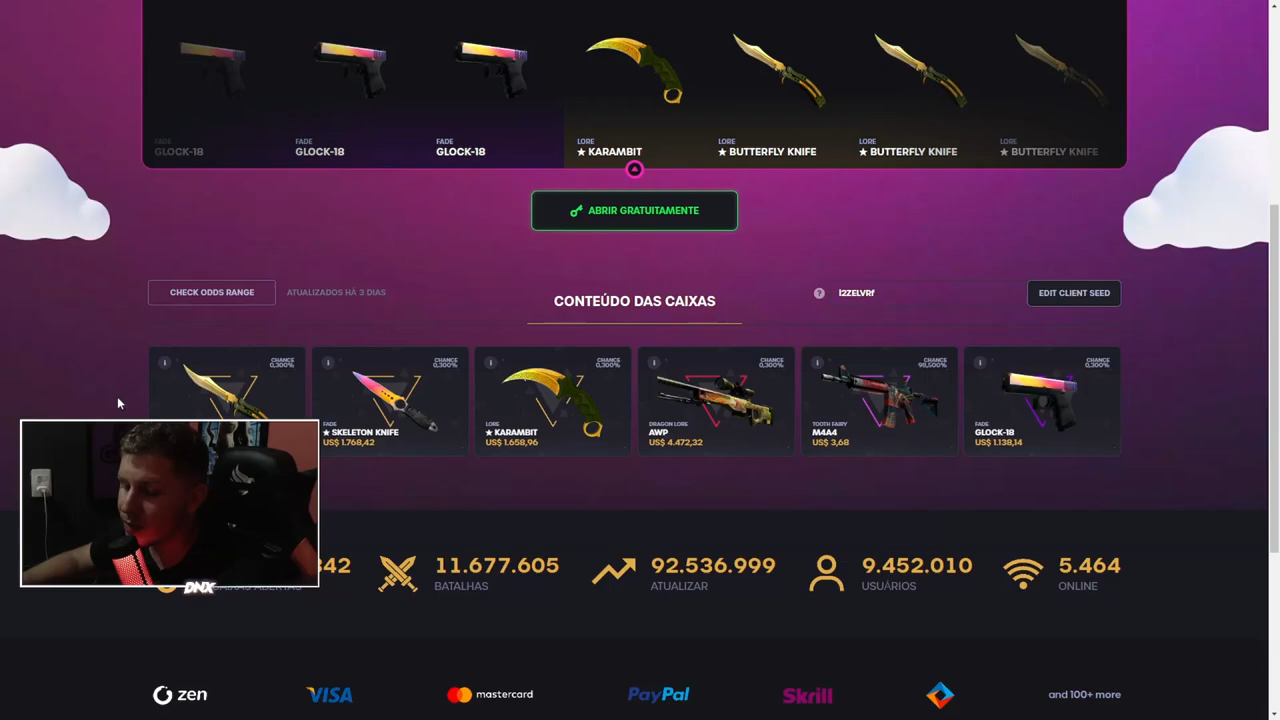 FADE
GLOCK-18
FADE
GLOCK-18
FADE
GLOCK-18
LORE
★ KARAMBIT
LORE
★ BUTTERFLY KNIFE
LORE
★ BUTTERFLY KNIFE
LORE
★ BUTTERFLY KNIFE
ABRIR GRATUITAMENTE
CHECK ODDS RANGE
ATUALIZADOS HÁ 3 DIAS
CONTEÚDO DAS CAIXAS
EDIT CLIENT SEED
CHANCE
0,300%
CHANCE
0,300%
FADE
★ SKELETON KNIFE
US$ 1.768,42
CHANCE
0,300%
LORE
★ KARAMBIT
US$ 1.658,96
CHANCE
0,300%
DRAGON LORE
AWP
US$ 4.472,32
CHANCE
98,500%
TOOTH FAIRY
M4A4
US$ 3,68
CHANCE
0,300%
FADE
GLOCK-18
US$ 1.138,14
DNX
342
CAIXAS ABERTAS
11.677.605
BATALHAS
92.536.999
ATUALIZAR
9.452.010
USUÁRIOS
5.464
ONLINE
zen
VISA
mastercard
PayPal
Skrill
and 100+ more